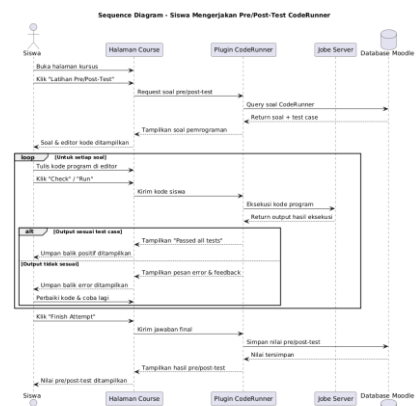 Sequence Diagram - Siswa Mengerjakan Pre/Post-Test CodeRunner
Siswa
Halaman Course
Plugin CodeRunner
Jobe Server
Database Moodle
Buka halaman kursus
Klik "Latihan Pre/Post-Test"
Request soal pre/post-test
Query soal CodeRunner
Return soal + test case
Tampilkan soal pemrograman
Soal & editor kode ditampilkan
loop [Untuk setiap soal]
Tulis kode program di editor
Klik "Check" / "Run"
Kirim kode siswa
Eksekusi kode program
Return output hasil eksekusi
alt [Output sesuai test case]
Tampilkan "Passed all tests"
Umpan balik positif ditampilkan
[Output tidak sesuai]
Tampilkan pesan error & feedback
Umpan balik error ditampilkan
Perbaiki kode & coba lagi
Klik "Finish Attempt"
Kirim jawaban final
Simpan nilai pre/post-test
Nilai tersimpan
Tampilkan hasil pre/post-test
Nilai pre/post-test ditampilkan
Siswa
Halaman Course
Plugin CodeRunner
Jobe Server
Database Moodle